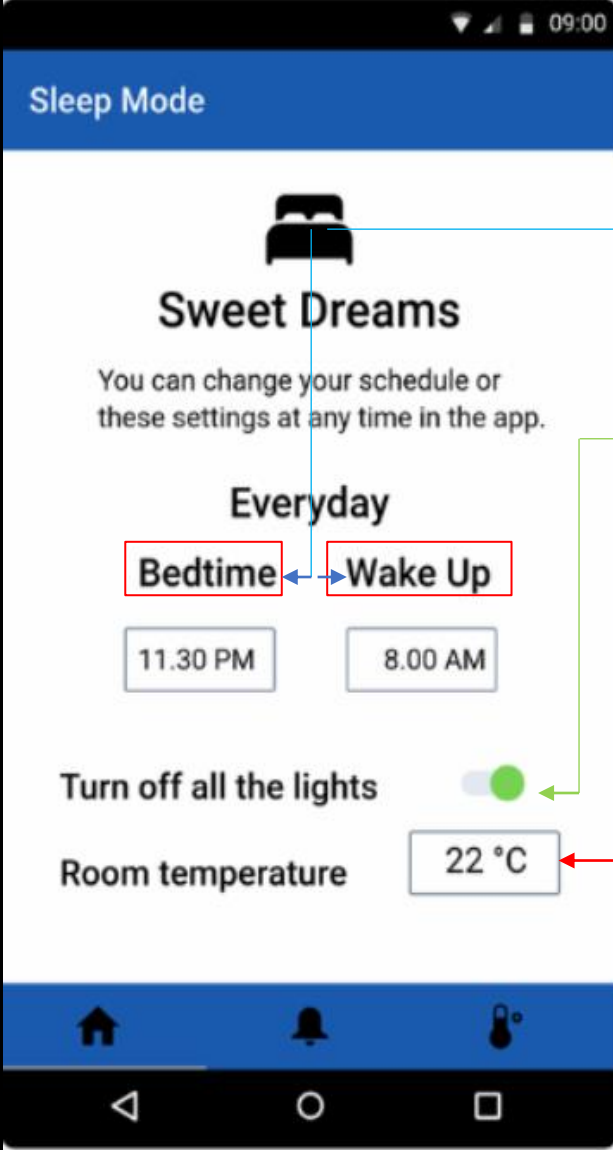 09:00
Sleep Mode
Sweet Dreams
You can change your schedule or
these settings at any time in the app.
Everyday
Bedtime Wake Up
11.30 PM 8.00 AM
Turn off all the lights
Room temperature 22 °C